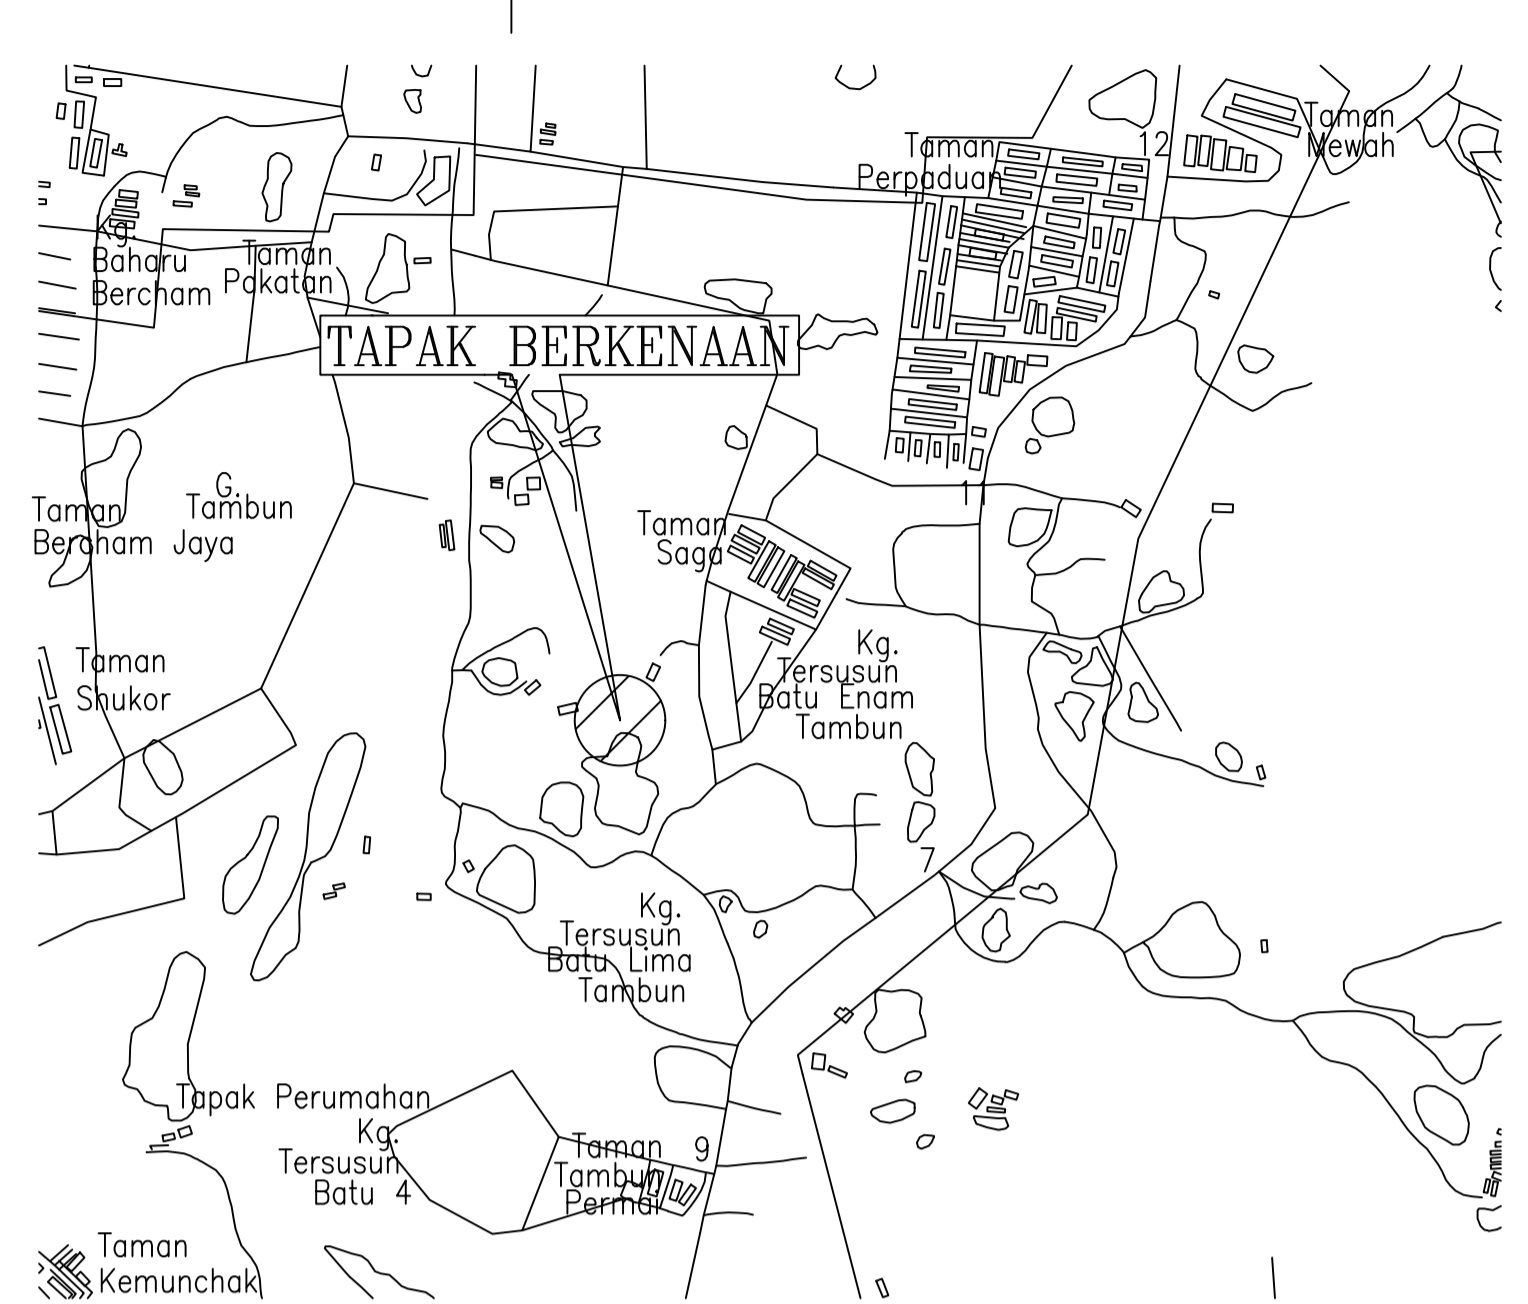 Taman
Mewah
12
Taman
Perpaduan
Kg.
Baharu
Bercham
Taman
Pakatan
TAPAK BERKENAAN
G.
Tambun
Taman
Bercham Jaya
11
Taman
Saga
Kg.
Tersusun
Batu Enam
Tambun
Taman
Shukor
7
Kg.
Tersusun
Batu Lima
Tambun
Tapak Perumahan
Kg.
Tersusun
Batu 4
Taman
Tambun
Permai
9
Taman
Kemunchak